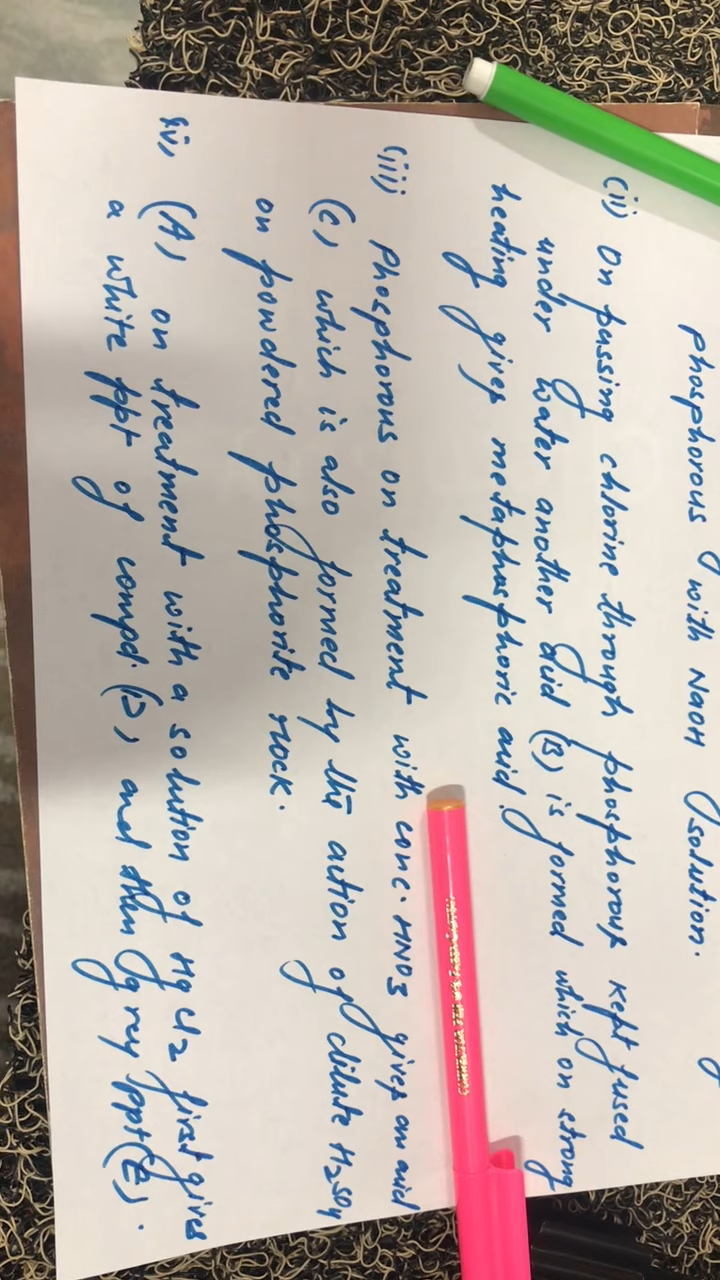 phosphorous with NaOH solution.
(ii) On passing chlorine through phosphorus kept fused
under water another acid (B) is formed which on strong
heating gives metaphosphoric acid.
(iii) Phosphorous on treatment with conc. HNO3 gives an acid
(C) which is also formed by the action of dilute H2SO4
on powdered phosphorite rock.
iv) (A) on treatment with a solution of HgCl2 first gives
a white ppt of compd. (D) and then grey ppt (E).